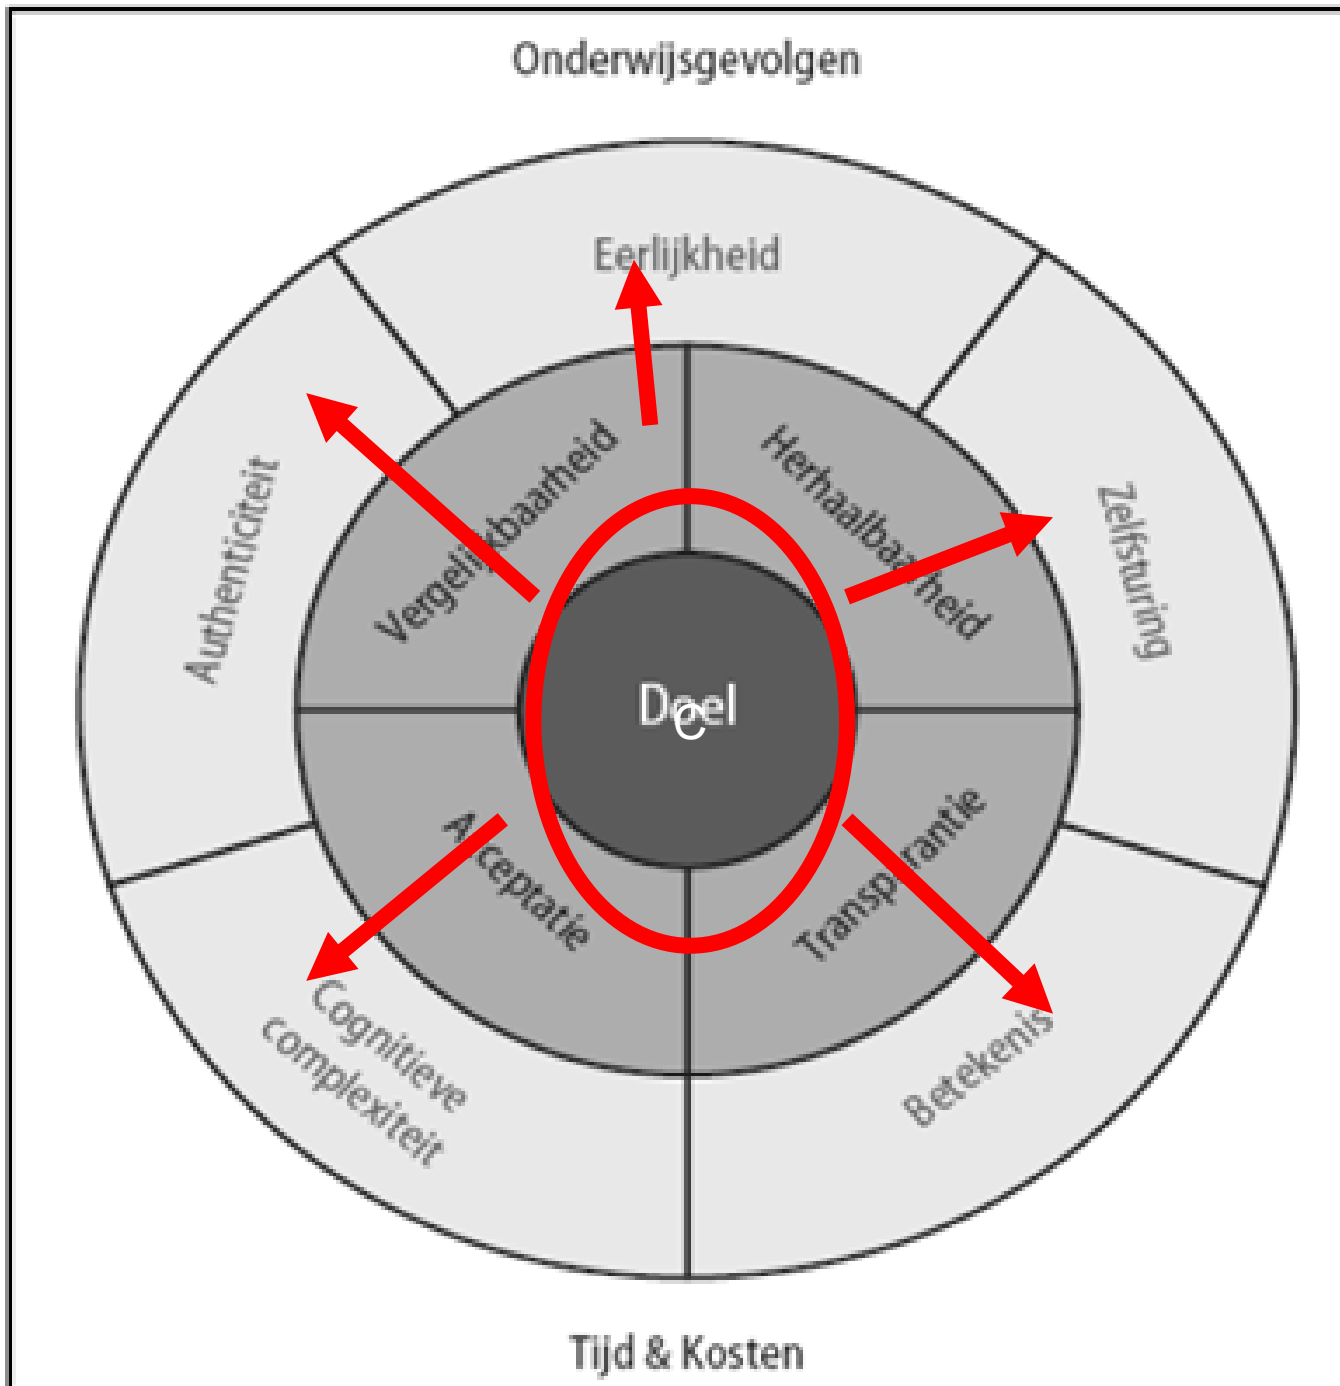 Onderwijsgevolgen
Eerlijkheid
Authenticiteit
Vergelijkbaarheid
Herhaalbaarheid
Zelfsturing
Doel
C
Acceptatie
Transparantie
Cognitieve
complexiteit
Betekenis
Tijd & Kosten